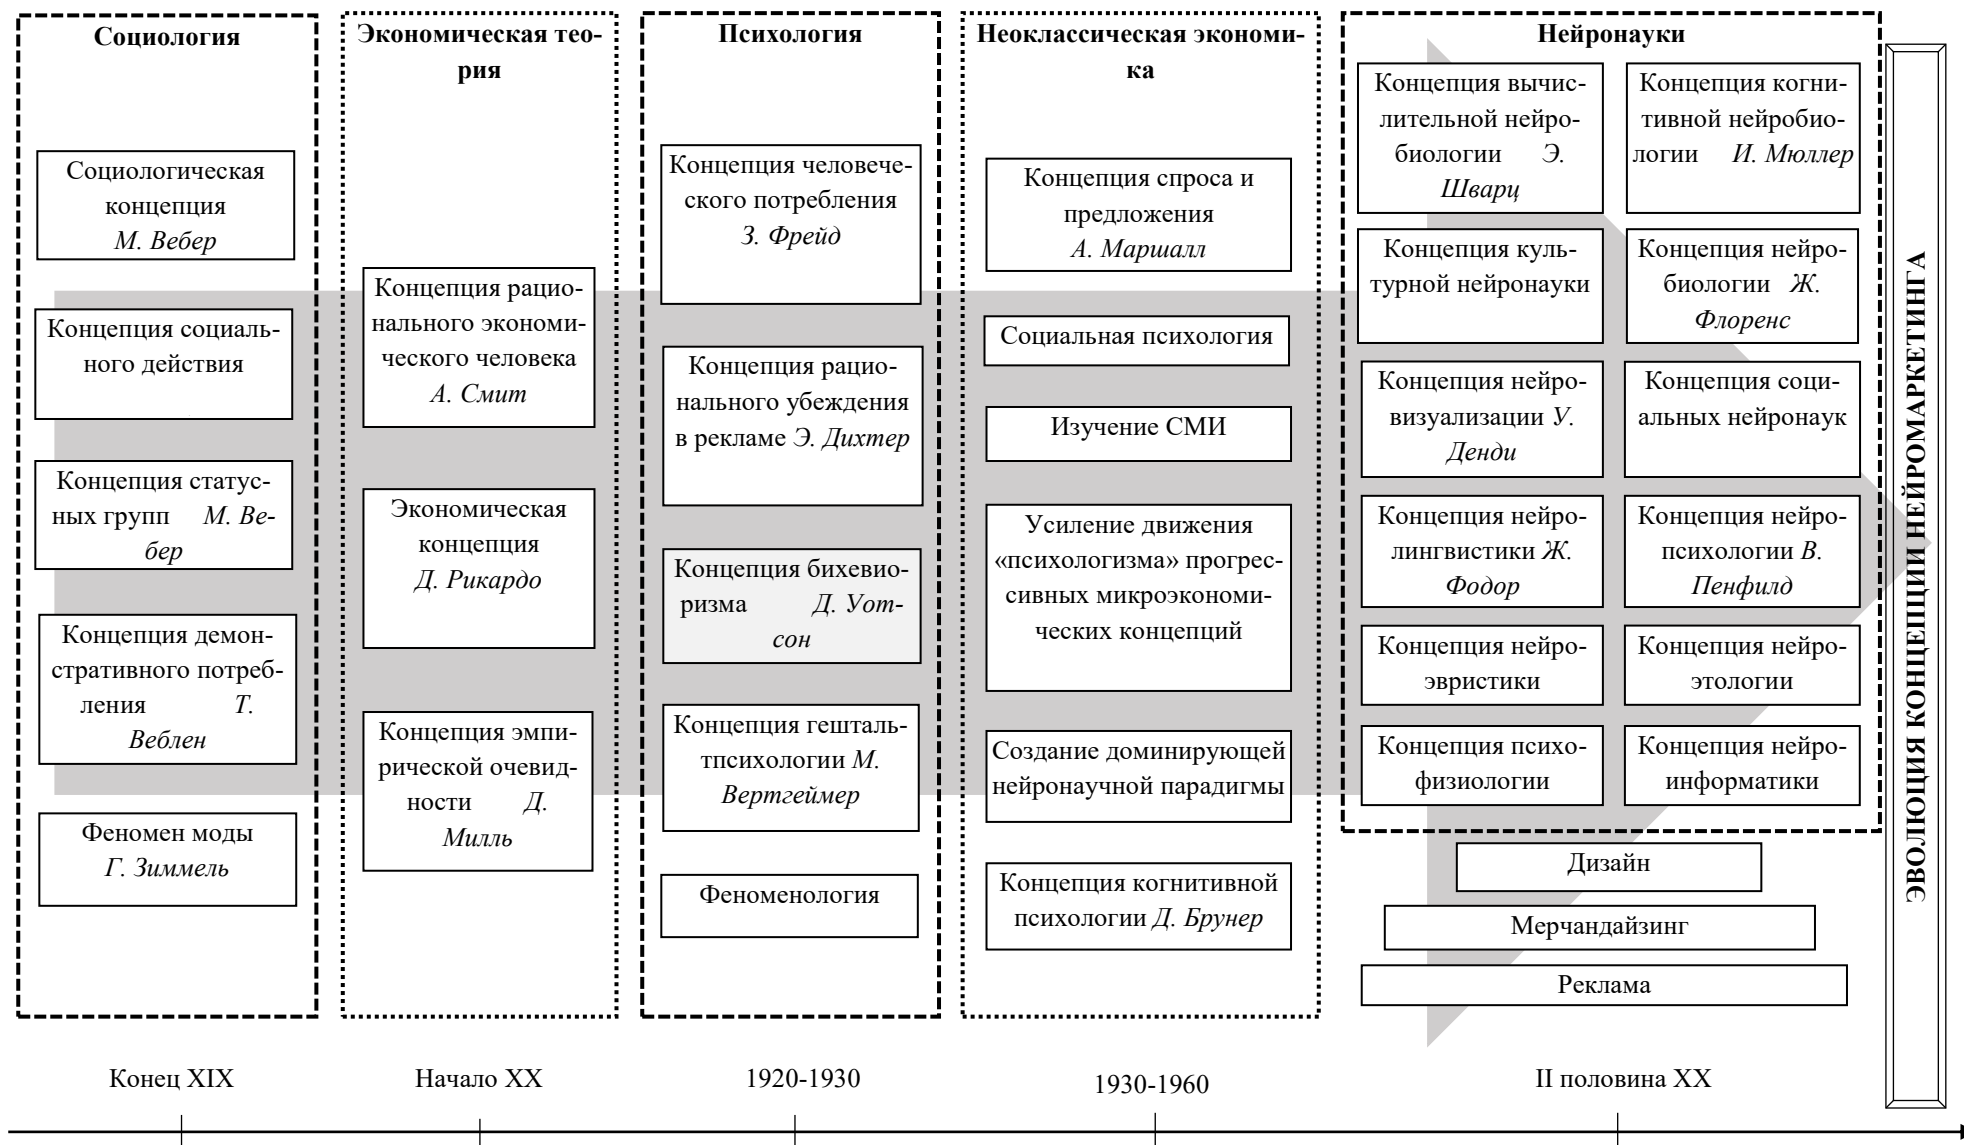 Социология
Социологическая
концепция
М. Вебер
Концепция социаль-
ного действия
Концепция статус-
ных групп М. Ве-
бер
Концепция демон-
стративного потреб-
ления Т.
Веблен
Феномен моды
Г. Зиммель
Экономическая тео-
рия
Концепция рацио-
нального экономи-
ческого человека
А. Смит
Экономическая
концепция
Д. Рикардо
Концепция эмпи-
рической очевид-
ности Д.
Милль
Психология
Концепция человече-
ского потребления
З. Фрейд
Концепция рацио-
нального убеждения
в рекламе Э. Дихтер
Концепция бихевио-
ризма Д. Уот-
сон
Концепция гешталь-
тпсихологии М.
Вертгеймер
Феноменология
Неоклассическая экономи-
ка
Концепция спроса и
предложения
А. Маршалл
Социальная психология
Изучение СМИ
Усиление движения
«психологизма» прогрес-
сивных микроэкономи-
ческих концепций
Создание доминирующей
нейронаучной парадигмы
Концепция когнитивной
психологии Д. Брунер
Нейронауки
Концепция вычис-
лительной нейро-
биологии Э.
Шварц
Концепция когни-
тивной нейробио-
логии И. Мюллер
Концепция куль-
турной нейронауки
Концепция нейро-
биологии Ж.
Флоренс
Концепция нейро-
визуализации У.
Денди
Концепция соци-
альных нейронаук
Концепция нейро-
лингвистики Ж.
Фодор
Концепция нейро-
психологии В.
Пенфилд
Концепция нейро-
эвристики
Концепция нейро-
этологии
Концепция психо-
физиологии
Концепция нейро-
информатики
Дизайн
Мерчандайзинг
Реклама
ЭВОЛЮЦИЯ КОНЦЕПЦИИ НЕЙРОМАРКЕТИНГА
Конец XIX
Начало XX
1920-1930
1930-1960
II половина XX